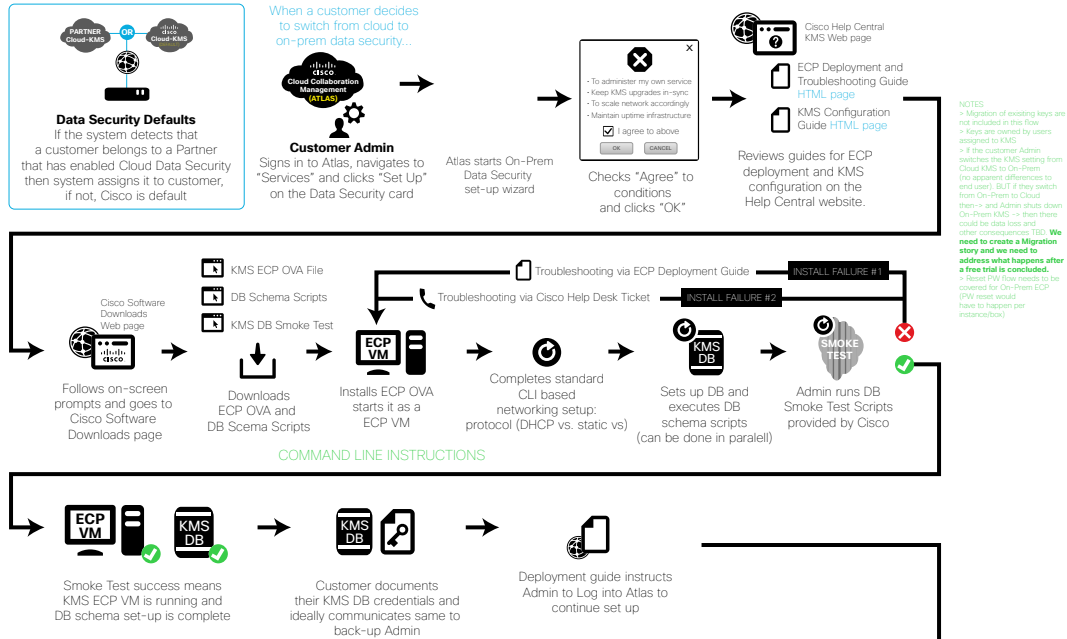 PARTNER
Cloud-KMS
OR
cisco
Cloud-KMS
Data Security Defaults
If the system detects that
a customer belongs to a Partner
that has enabled Cloud Data Security
then system assigns it to customer,
if not, Cisco is default
When a customer decides
to switch from cloud to
on-prem data security...
cisco
Cloud Collaboration
Management
(ATLAS)
Customer Admin
Signs in to Atlas, navigates to
"Services" and clicks "Set Up"
on the Data Security card
Atlas starts On-Prem
Data Security
set-up wizard
X
- To administer my own service
- Keep KMS upgrades in-sync
- To scale network accordingly
- Maintain uptime infrastructure
I agree to above
OK
CANCEL
Checks "Agree" to
conditions
and clicks "OK"
?
Cisco Help Central
KMS Web page
ECP Deployment and
Troubleshooting Guide
HTML page
KMS Configuration
Guide HTML page
Reviews guides for ECP
deployment and KMS
configuration on the
Help Central website.
NOTES
> Migration of existing keys are
not included in this flow
> Keys are owned by users
assigned to KMS.
> If the customer Admin
switches the KMS setting from
Cloud KMS to On-Prem
(no apparent differences to
end user). BUT if they switch
from On-Prem to Cloud
then-> and Admin shuts down
On-Prem KMS -> then there
could be data loss and
other consequences TBD. We
need to create a Migration
story and we need to
address what happens after
a free trial is concluded.
> Reset PW flow needs to be
covered for On-Prem ECP
(PW reset would
have to happen per
instance/box)
Cisco Software
Downloads
Web page
cisco
Follows on-screen
prompts and goes to
Cisco Software
Downloads page
KMS ECP OVA File
DB Schema Scripts
KMS DB Smoke Test
Downloads
ECP OVA and
DB Scema Scripts
Troubleshooting via ECP Deployment Guide
INSTALL FAILURE #1
Troubleshooting via Cisco Help Desk Ticket
INSTALL FAILURE #2
ECP
VM
Installs ECP OVA
starts it as a
ECP VM
Completes standard
CLI based
networking setup:
protocol (DHCP vs. static vs)
KMS
DB
Sets up DB and
executes DB
schema scripts
(can be done in paralell)
SMOKE
TEST
Admin runs DB
Smoke Test Scripts
provided by Cisco
COMMAND LINE INSTRUCTIONS
ECP
VM
KMS
DB
Smoke Test success means
KMS ECP VM is running and
DB schema set-up is complete
KMS
DB
Customer documents
their KMS DB credentials and
ideally communicates same to
back-up Admin
Deployment guide instructs
Admin to Log into Atlas to
continue set up